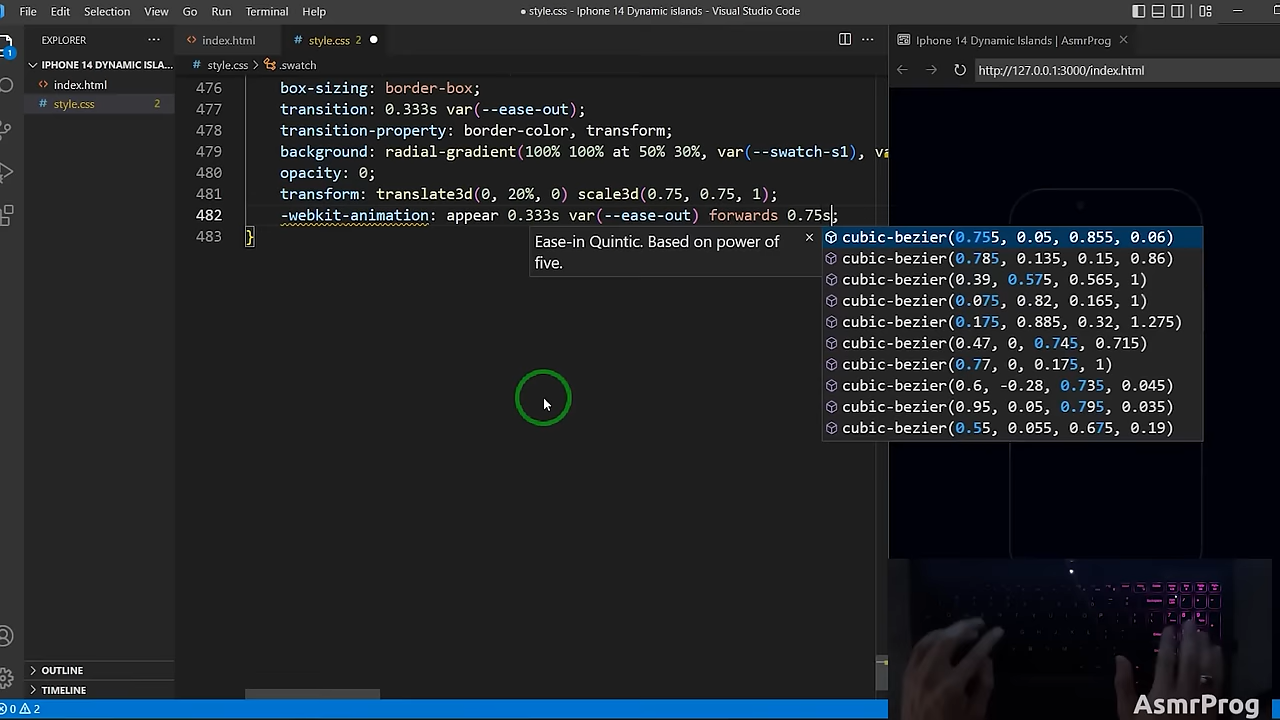 File Edit Selection View Go Run Terminal Help
● style.css - Iphone 14 Dynamic islands - Visual Studio Code
EXPLORER ···
IPHONE 14 DYNAMIC ISLA...
<> index.html
# style.css 2
1
OUTLINE
TIMELINE
0 2
<> index.html
# style.css 2 ●
# style.css > .swatch
476 box-sizing: border-box;
477 transition: 0.333s var(--ease-out);
478 transition-property: border-color, transform;
479 background: radial-gradient(100% 100% at 50% 30%, var(--swatch-s1), va
480 opacity: 0;
481 transform: translate3d(0, 20%, 0) scale3d(0.75, 0.75, 1);
482 -webkit-animation: appear 0.333s var(--ease-out) forwards 0.75s;
483 }
Ease-in Quintic. Based on power of
five.
cubic-bezier(0.755, 0.05, 0.855, 0.06)
cubic-bezier(0.785, 0.135, 0.15, 0.86)
cubic-bezier(0.39, 0.575, 0.565, 1)
cubic-bezier(0.075, 0.82, 0.165, 1)
cubic-bezier(0.175, 0.885, 0.32, 1.275)
cubic-bezier(0.47, 0, 0.745, 0.715)
cubic-bezier(0.77, 0, 0.175, 1)
cubic-bezier(0.6, -0.28, 0.735, 0.045)
cubic-bezier(0.95, 0.05, 0.795, 0.035)
cubic-bezier(0.55, 0.055, 0.675, 0.19)
Iphone 14 Dynamic Islands | AsmrProg
http://127.0.0.1:3000/index.html
AsmrProg